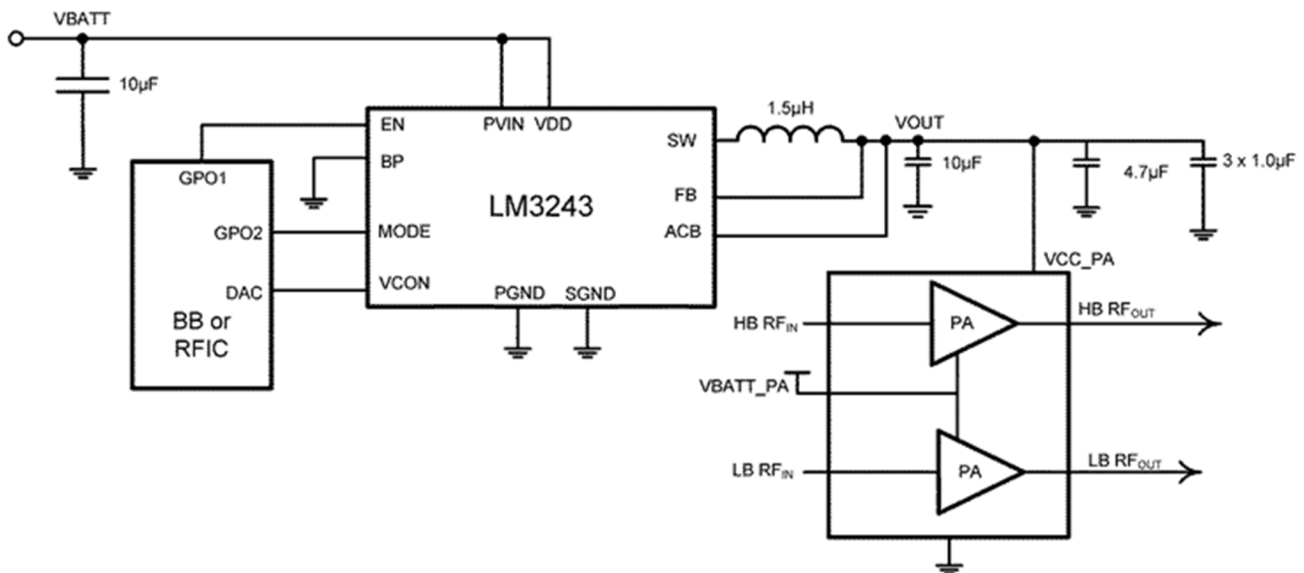 VBATT
10µF
1.5µH
EN
PVIN VDD
SW
VOUT
BP
10µF
4.7µF
3 x 1.0µF
GPO1
LM3243
FB
GPO2
MODE
ACB
DAC
VCON
VCC_PA
PGND SGND
BB or
RFIC
HB RFIN
PA
HB RFOUT
VBATT_PA
LB RFIN
PA
LB RFOUT